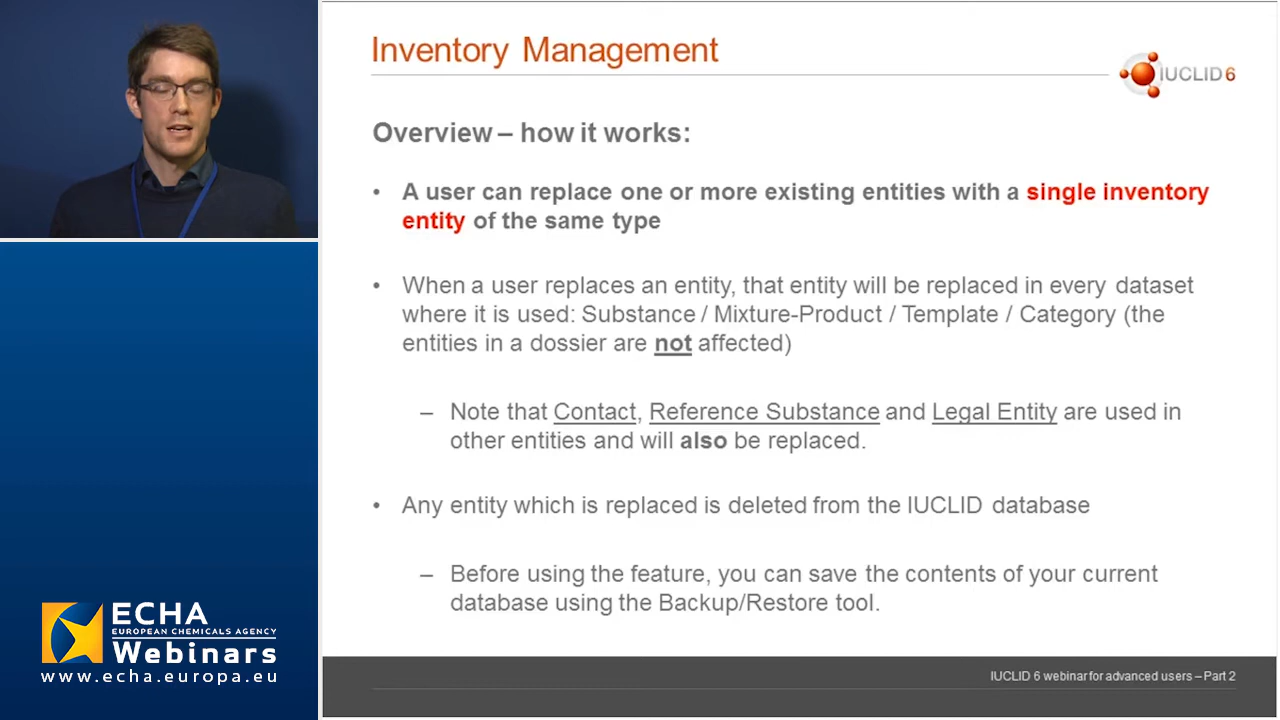 Inventory Management
IUCLID 6
Overview – how it works:
• A user can replace one or more existing entities with a single inventory
entity of the same type
• When a user replaces an entity, that entity will be replaced in every dataset
where it is used: Substance / Mixture-Product / Template / Category (the
entities in a dossier are not affected)
– Note that Contact, Reference Substance and Legal Entity are used in
other entities and will also be replaced.
• Any entity which is replaced is deleted from the IUCLID database
– Before using the feature, you can save the contents of your current
database using the Backup/Restore tool.
ECHA
EUROPEAN CHEMICALS AGENCY
Webinars
www.echa.europa.eu
IUCLID 6 webinar for advanced users – Part 2